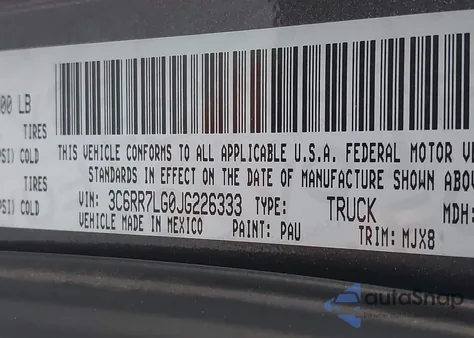 00 LB
TIRES
PSI) COLD
TIRES
PSI) COLD
THIS VEHICLE CONFORMS TO ALL APPLICABLE U.S.A. FEDERAL MOTOR
STANDARDS IN EFFECT ON THE DATE OF MANUFACTURE SHOWN ABOV
VIN: 3C6RR7LG0JG226333 TYPE: TRUCK MDH:
VEHICLE MADE IN MEXICO PAINT: PAU TRIM: MJX8
autoSnap